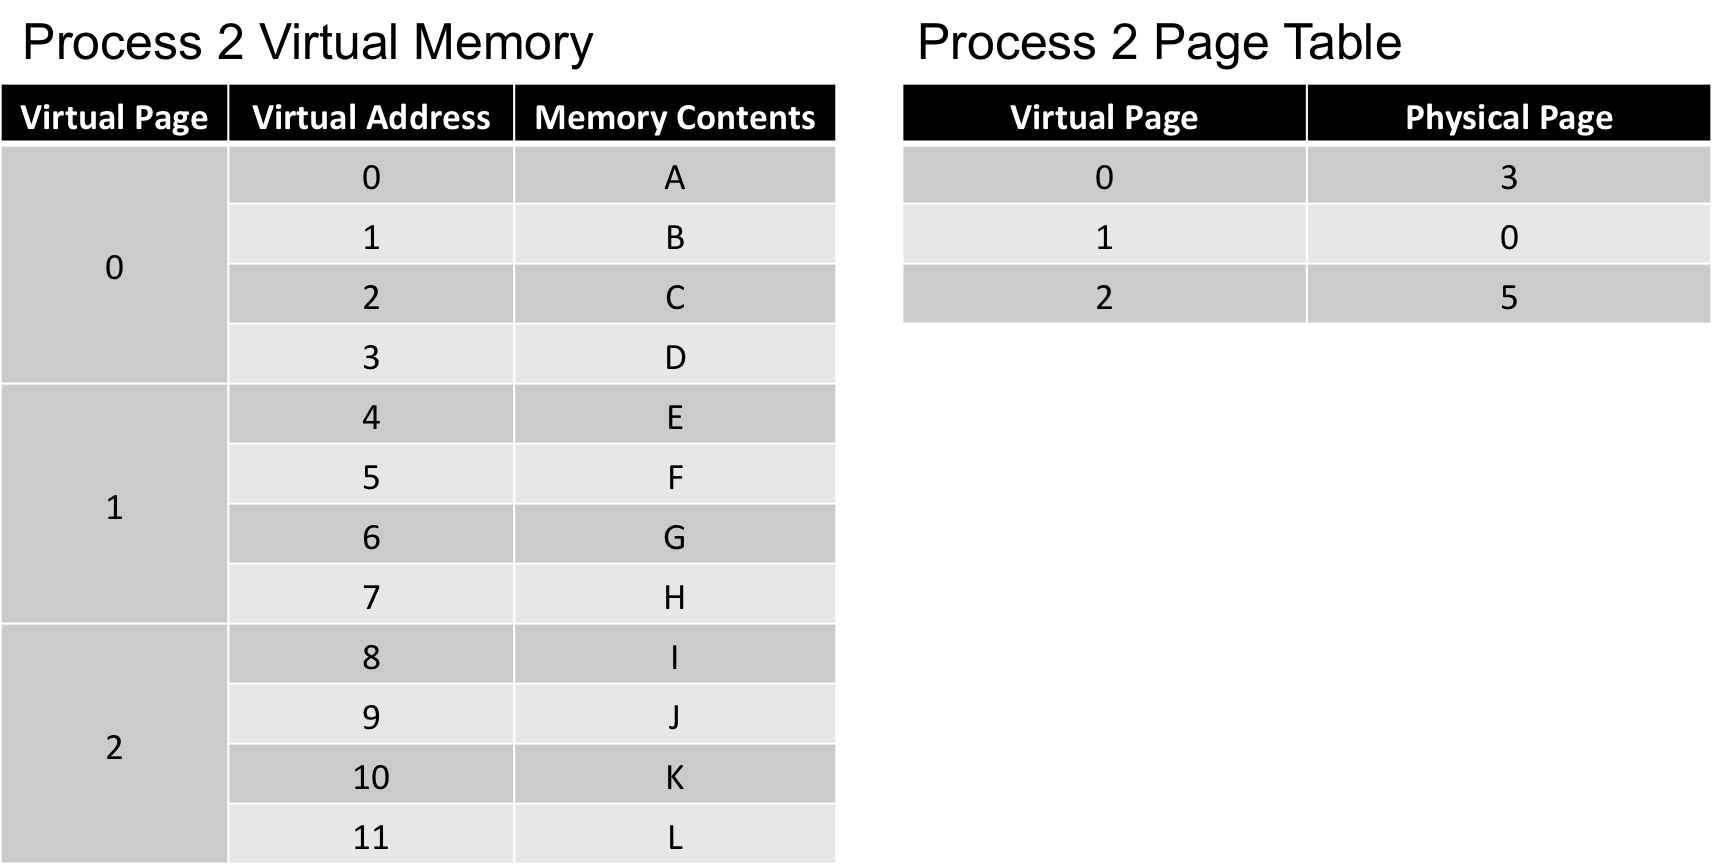 Process 2 Virtual Memory
Virtual Page Virtual Address Memory Contents
0
0 A
1 B
2 C
3 D
1
4 E
5 F
6 G
7 H
2
8 I
9 J
10 K
11 L
Process 2 Page Table
Virtual Page Physical Page
0 3
1 0
2 5